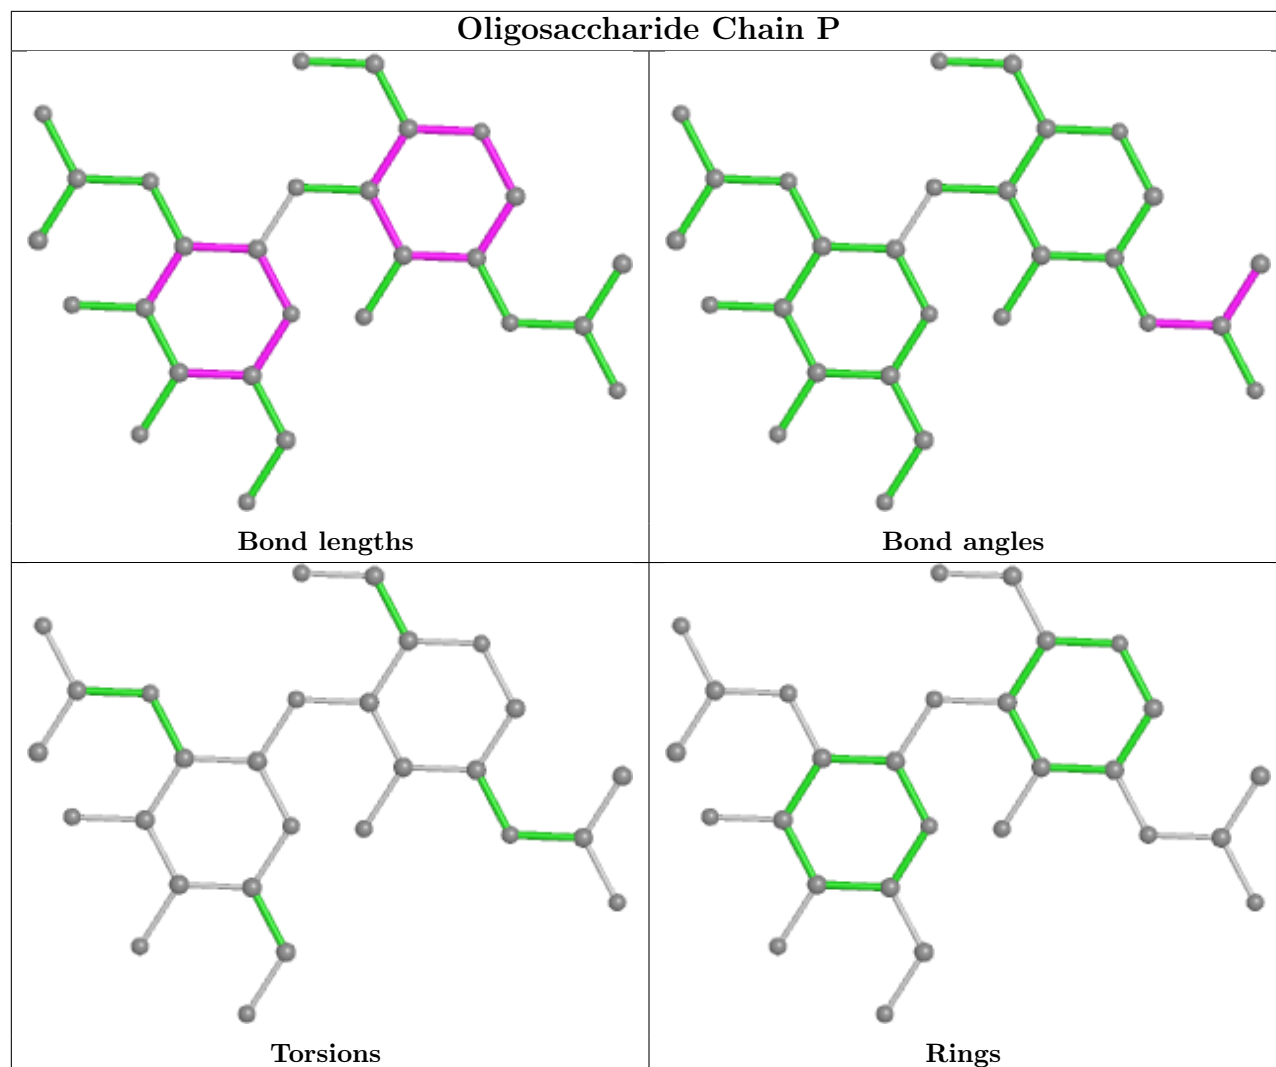 Oligosaccharide Chain P
Bond lengths
Bond angles
Torsions
Rings